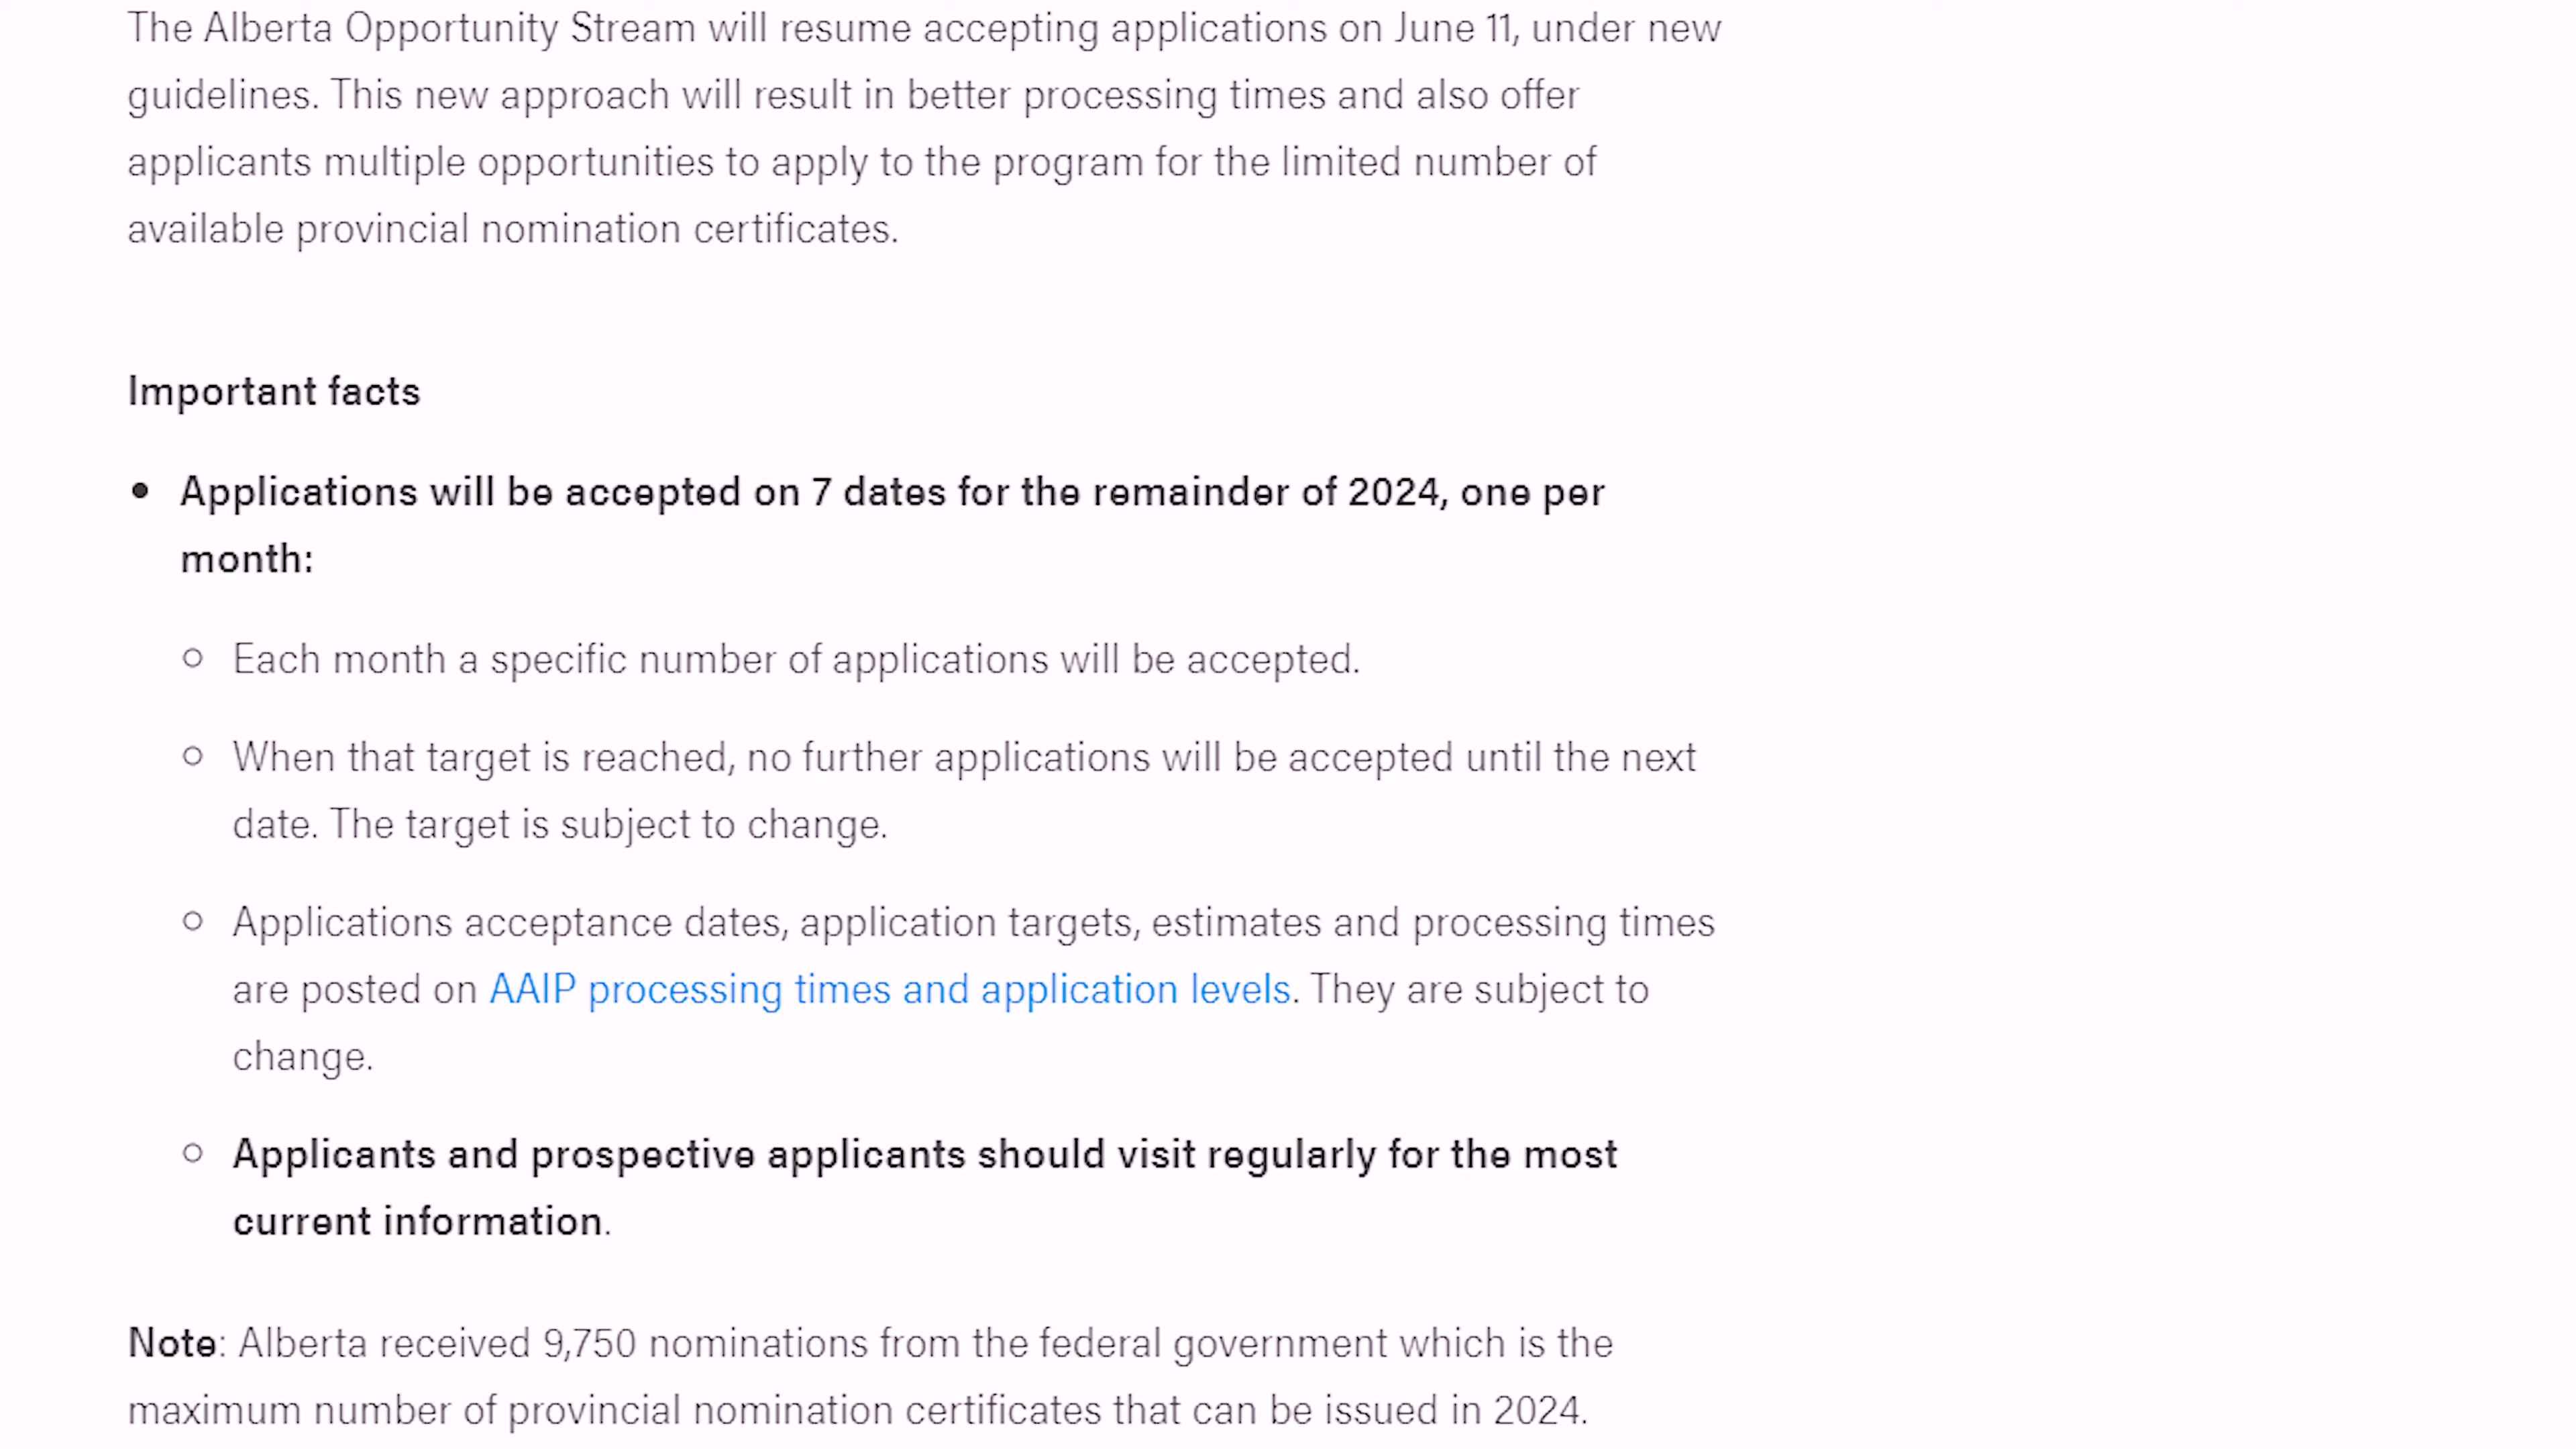 The Alberta Opportunity Stream will resume accepting applications on June 11, under new
guidelines. This new approach will result in better processing times and also offer
applicants multiple opportunities to apply to the program for the limited number of
available provincial nomination certificates.
Important facts
• Applications will be accepted on 7 dates for the remainder of 2024, one per
month:
○ Each month a specific number of applications will be accepted.
○ When that target is reached, no further applications will be accepted until the next
date. The target is subject to change.
○ Applications acceptance dates, application targets, estimates and processing times
are posted on AAIP processing times and application levels. They are subject to
change.
○ Applicants and prospective applicants should visit regularly for the most
current information.
Note: Alberta received 9,750 nominations from the federal government which is the
maximum number of provincial nomination certificates that can be issued in 2024.